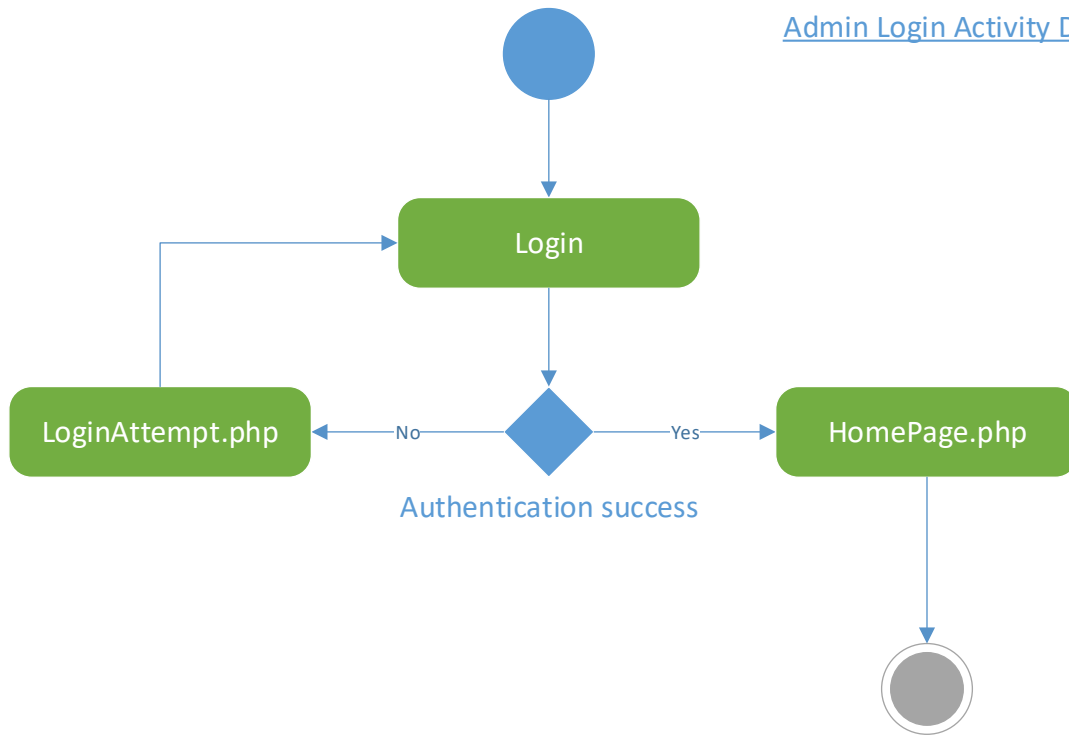 Admin Login Activity D
Login
LoginAttempt.php
No
Yes
HomePage.php
Authentication success